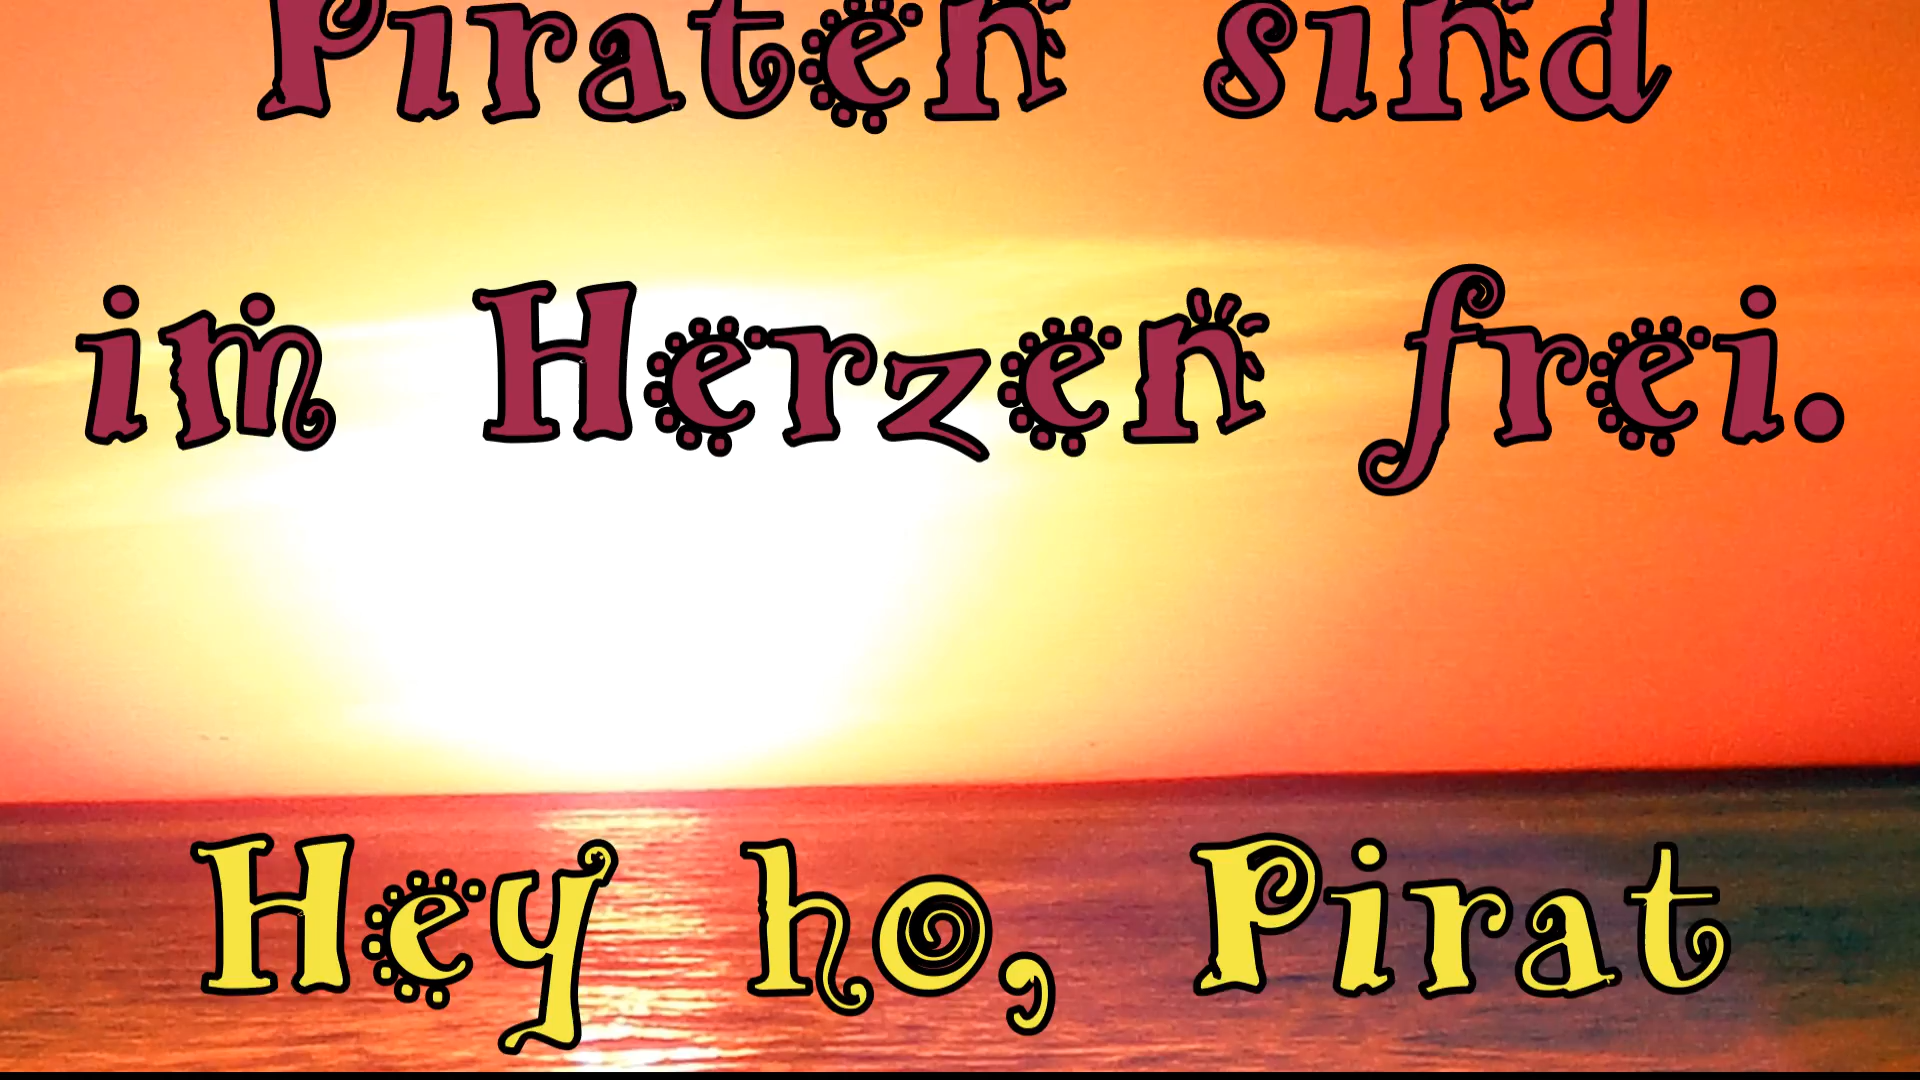 Piraten sind
im Herzen frei.
Hey ho, Pirat